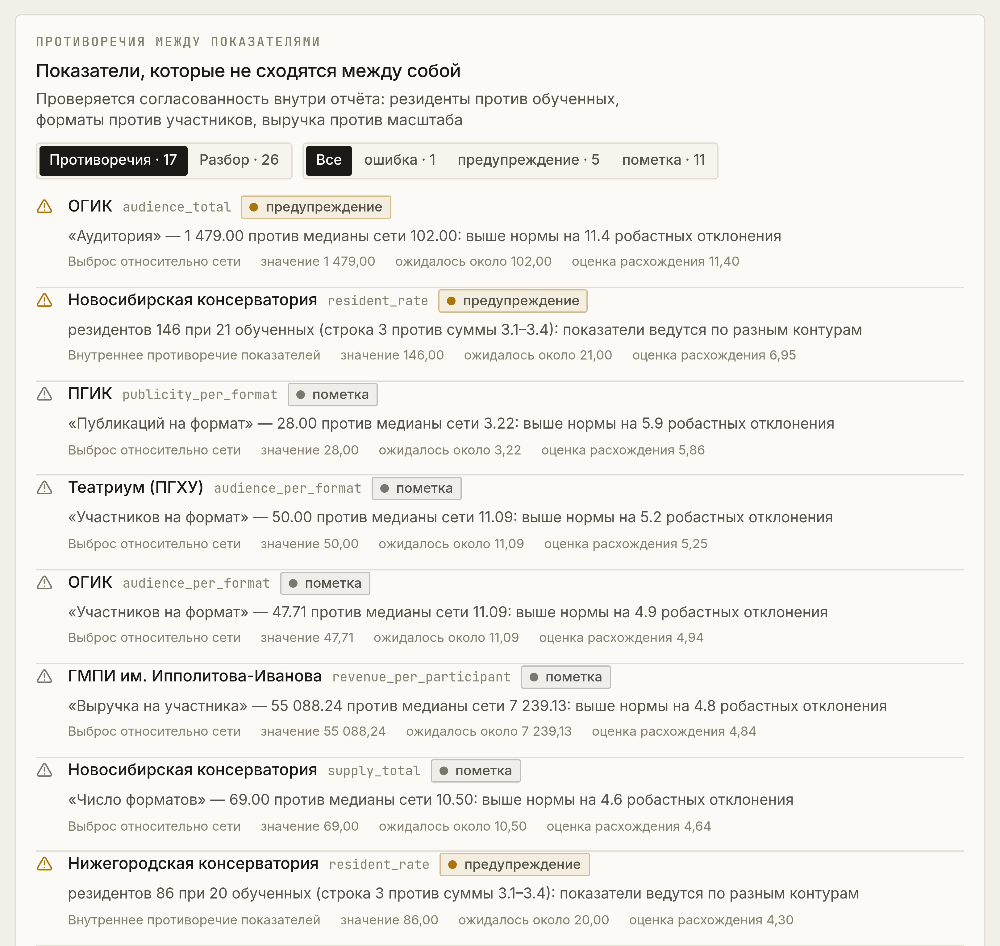 ПРОТИВОРЕЧИЯ МЕЖДУ ПОКАЗАТЕЛЯМИ
Показатели, которые не сходятся между собой
Проверяется согласованность внутри отчёта: резиденты против обученных,
форматы против участников, выручка против масштаба
Противоречия · 17 Разбор · 26 Все ошибка · 1 предупреждение · 5 пометка · 11
ОГИК audience_total предупреждение
«Аудитория» — 1 479.00 против медианы сети 102.00: выше нормы на 11.4 робастных отклонения
Выброс относительно сети значение 1 479,00 ожидалось около 102,00 оценка расхождения 11,40
Новосибирская консерватория resident_rate предупреждение
резидентов 146 при 21 обученных (строка 3 против суммы 3.1–3.4): показатели ведутся по разным контурам
Внутреннее противоречие показателей значение 146,00 ожидалось около 21,00 оценка расхождения 6,95
ПГИК publicity_per_format пометка
«Публикаций на формат» — 28.00 против медианы сети 3.22: выше нормы на 5.9 робастных отклонения
Выброс относительно сети значение 28,00 ожидалось около 3,22 оценка расхождения 5,86
Театриум (ПГХУ) audience_per_format пометка
«Участников на формат» — 50.00 против медианы сети 11.09: выше нормы на 5.2 робастных отклонения
Выброс относительно сети значение 50,00 ожидалось около 11,09 оценка расхождения 5,25
ОГИК audience_per_format пометка
«Участников на формат» — 47.71 против медианы сети 11.09: выше нормы на 4.9 робастных отклонения
Выброс относительно сети значение 47,71 ожидалось около 11,09 оценка расхождения 4,94
ГМПИ им. Ипполитова-Иванова revenue_per_participant пометка
«Выручка на участника» — 55 088.24 против медианы сети 7 239.13: выше нормы на 4.8 робастных отклонения
Выброс относительно сети значение 55 088,24 ожидалось около 7 239,13 оценка расхождения 4,84
Новосибирская консерватория supply_total пометка
«Число форматов» — 69.00 против медианы сети 10.50: выше нормы на 4.6 робастных отклонения
Выброс относительно сети значение 69,00 ожидалось около 10,50 оценка расхождения 4,64
Нижегородская консерватория resident_rate предупреждение
резидентов 86 при 20 обученных (строка 3 против суммы 3.1–3.4): показатели ведутся по разным контурам
Внутреннее противоречие показателей значение 86,00 ожидалось около 20,00 оценка расхождения 4,30